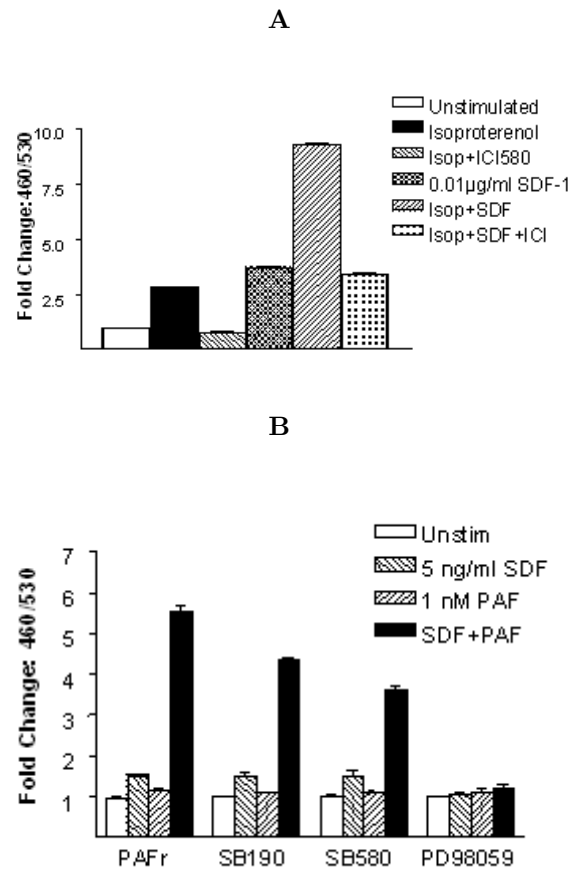 A
Unstimulated
Isoproterenol
Isop+ICI580
0.01µg/ml SDF-1
Isop+SDF
Isop+SDF+ICI
Fold Change:460/530
10.0
7.5
5.0
2.5
B
Unstim
5 ng/ml SDF
1 nM PAF
SDF+PAF
Fold Change: 460/530
7
6
5
4
3
2
1
PAFr SB190 SB580 PD98059